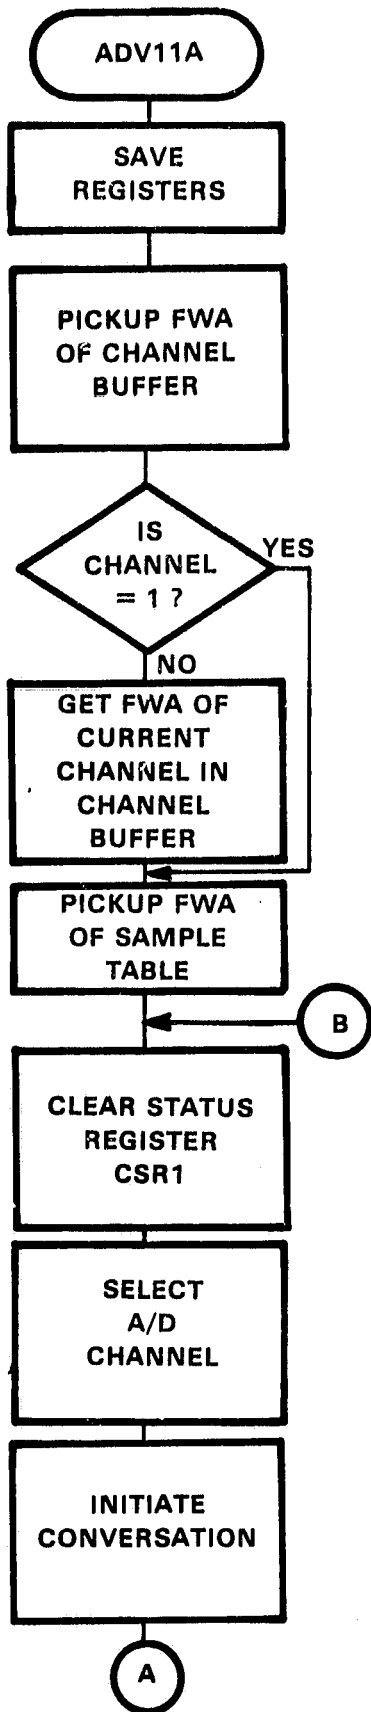 ADV11A
SAVE
REGISTERS
PICKUP FWA
OF CHANNEL
BUFFER
IS
CHANNEL
= 1 ?
YES
NO
GET FWA OF
CURRENT
CHANNEL IN
CHANNEL
BUFFER
PICKUP FWA
OF SAMPLE
TABLE
B
CLEAR STATUS
REGISTER
CSR1
SELECT
A/D
CHANNEL
INITIATE
CONVERSATION
A